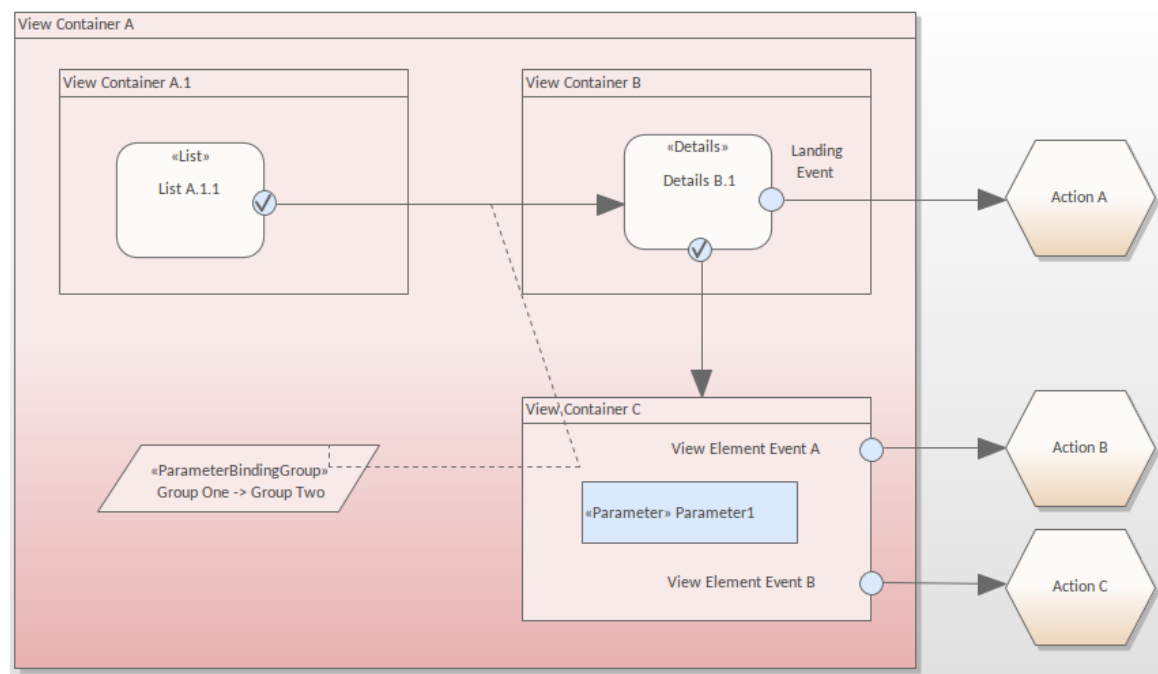 View Container A
View Container A.1
View Container B
«List»
List A.1.1
«Details»
Details B.1
Landing
Event
Action A
View Container C
View Element Event A
Action B
«ParameterBindingGroup»
Group One -> Group Two
«Parameter» Parameter1
View Element Event B
Action C